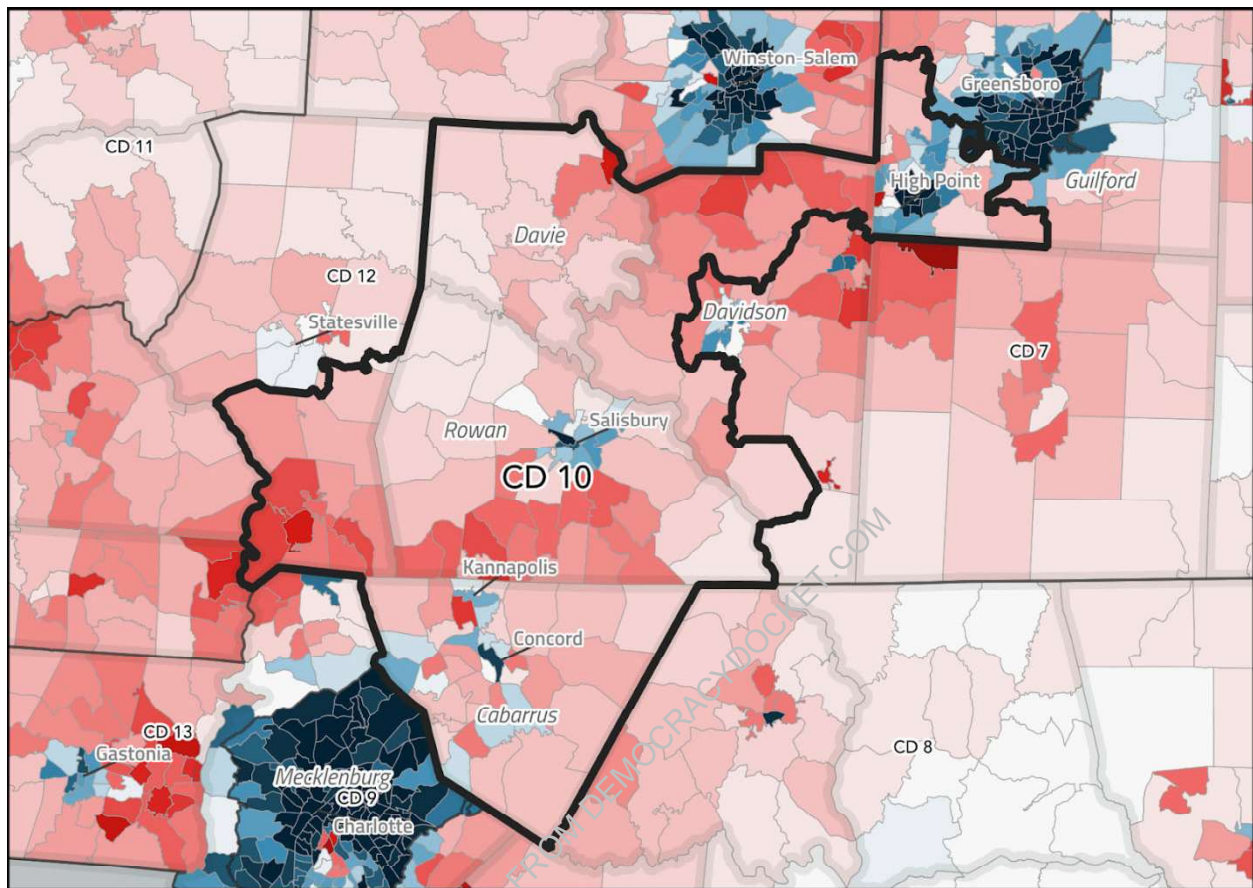 Winston-Salem
Greensboro
CD 11
High Point
Guilford
Davie
CD 12
Statesville
Davidson
CD 7
Salisbury
Rowan
CD 10
Kannapolis
Concord
Cabarrus
CD 13
Gastonia
CD 8
Mecklenburg
CD 9
Charlotte
FROM DEMOCRACYDOCKET.COM